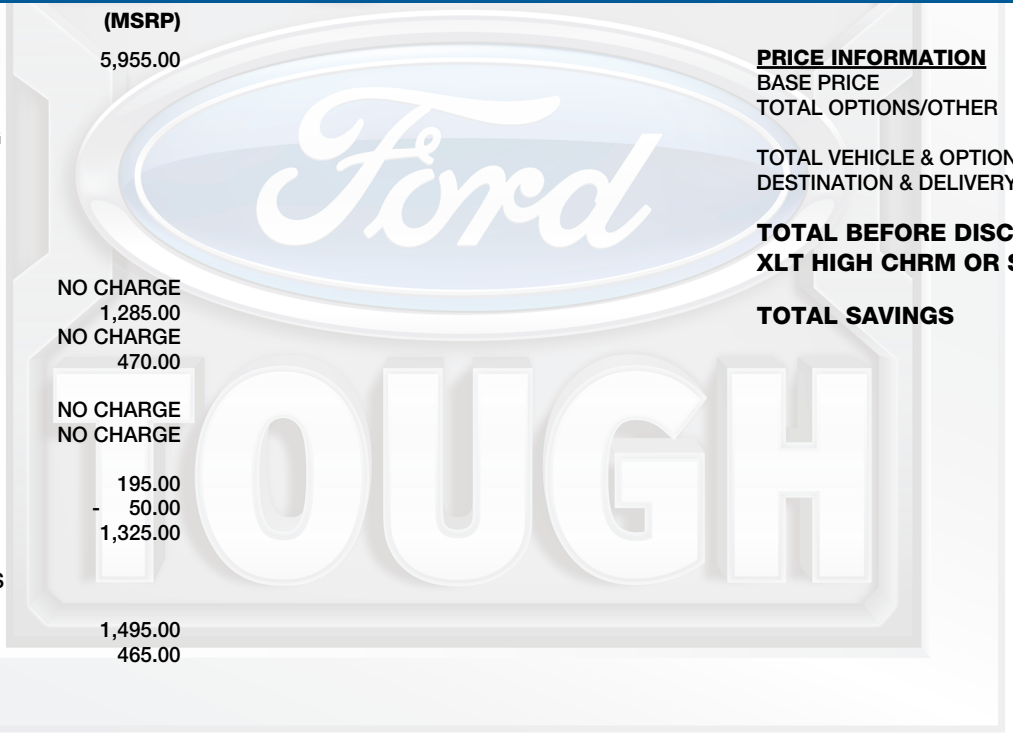 (MSRP)
5,955.00
NO CHARGE
1,285.00
NO CHARGE
470.00
NO CHARGE
NO CHARGE
195.00
- 50.00
1,325.00
S
1,495.00
465.00
Ford
TOUGH
PRICE INFORMATION
BASE PRICE
TOTAL OPTIONS/OTHER
TOTAL VEHICLE & OPTION
DESTINATION & DELIVERY
TOTAL BEFORE DISC
XLT HIGH CHRM OR S
TOTAL SAVINGS